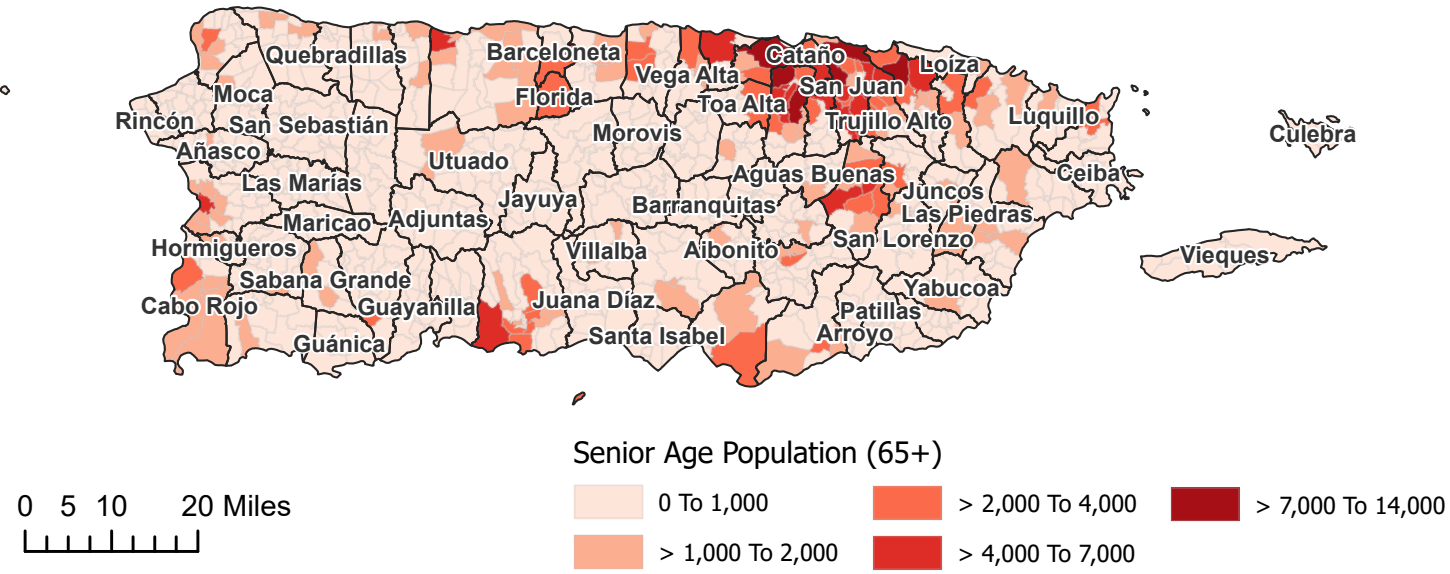 Quebradillas
Barceloneta
Cataño
Loíza
Vega Alta
San Juan
Moca
Florida
Toa Alta
Rincón
San Sebastián
Morovis
Trujillo Alto
Luquillo
Culebra
Añasco
Utuado
Aguas Buenas
Ceiba
Las Marías
Jayuya
Barranquitas
Juncos
Maricao
Adjuntas
Las Piedras
Hormigueros
Villalba
Aibonito
San Lorenzo
Vieques
Sabana Grande
Yabucoa
Cabo Rojo
Guayanilla
Juana Díaz
Patillas
Guánica
Santa Isabel
Arroyo
Senior Age Population (65+)
0 To 1,000
> 2,000 To 4,000
> 7,000 To 14,000
> 1,000 To 2,000
> 4,000 To 7,000
0 5 10 20 Miles